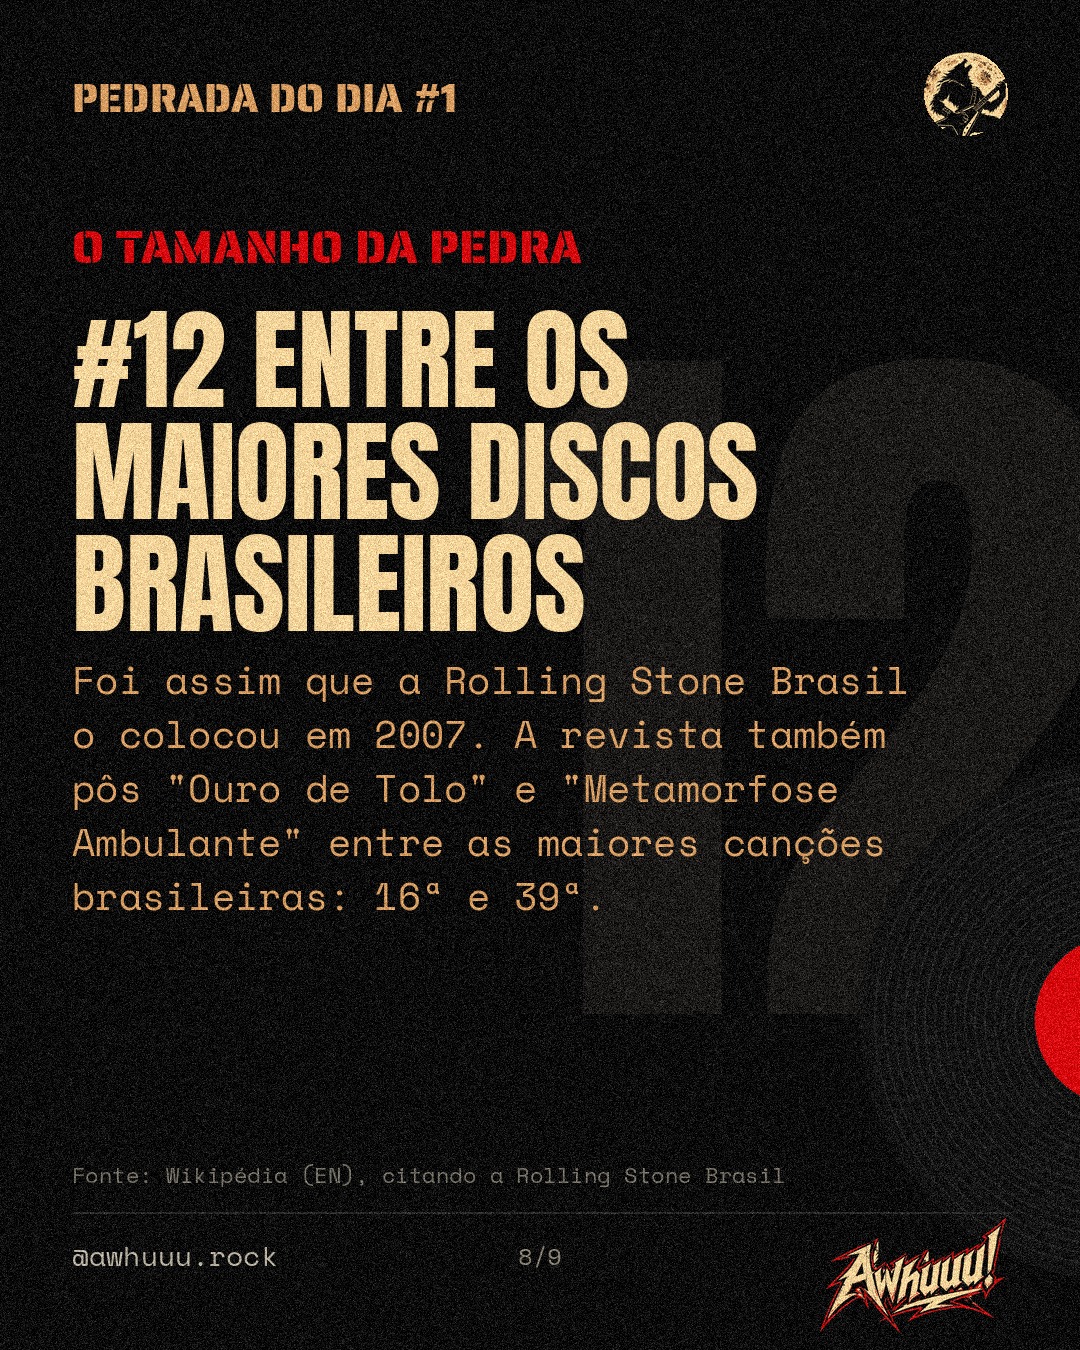 PEDRADA DO DIA #1
O TAMANHO DA PEDRA
#12 ENTRE OS
MAIORES DISCOS
BRASILEIROS
12
Foi assim que a Rolling Stone Brasil
o colocou em 2007. A revista também
pôs "Ouro de Tolo" e "Metamorfose
Ambulante" entre as maiores canções
brasileiras: 16ª e 39ª.
Fonte: Wikipédia (EN), citando a Rolling Stone Brasil
@awhuuu.rock
8/9
Awhuuu!